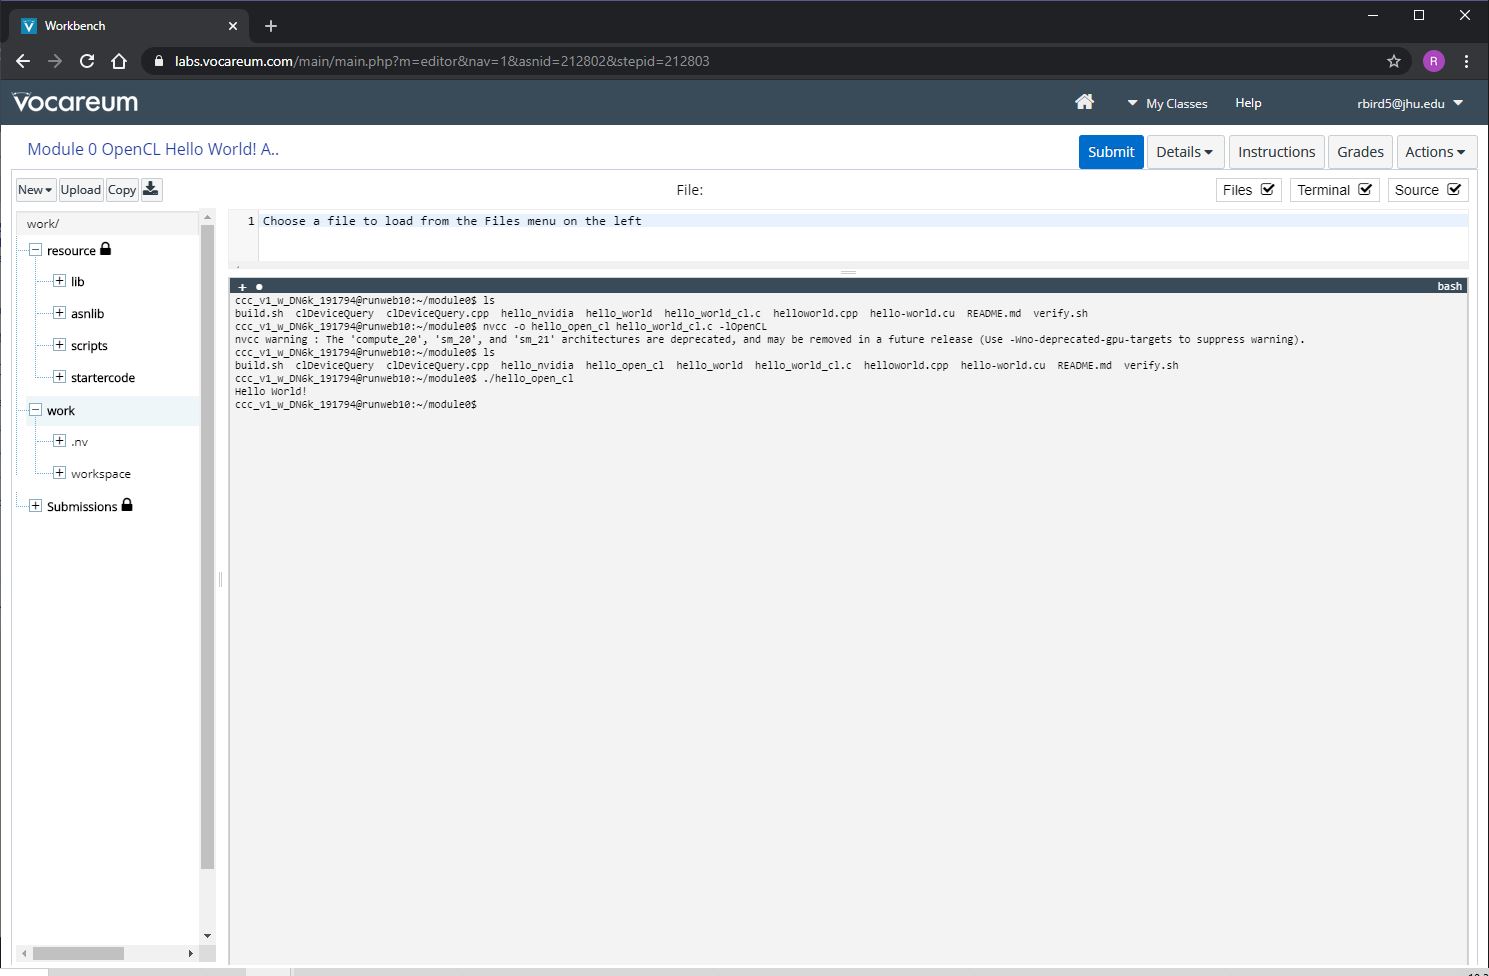 Workbench
labs.vocareum.com/main/main.php?m=editor&nav=1&asnid=212802&stepid=212803
R
vocareum
My Classes
Help
rbird5@jhu.edu
Module 0 OpenCL Hello World! A..
Submit
Details
Instructions
Grades
Actions
New
Upload
Copy
File:
Files
Terminal
Source
work/
resource
lib
asnlib
scripts
startercode
work
.nv
workspace
Submissions
1 Choose a file to load from the Files menu on the left
bash
ccc_v1_w_DN6k_191794@runweb10:~/module0$ ls
build.sh clDeviceQuery clDeviceQuery.cpp hello_nvidia hello_world hello_world_cl.c helloworld.cpp hello-world.cu README.md verify.sh
ccc_v1_w_DN6k_191794@runweb10:~/module0$ nvcc -o hello_open_cl hello_world_cl.c -lOpenCL
nvcc warning : The 'compute_20', 'sm_20', and 'sm_21' architectures are deprecated, and may be removed in a future release (Use -Wno-deprecated-gpu-targets to suppress warning).
ccc_v1_w_DN6k_191794@runweb10:~/module0$ ls
build.sh clDeviceQuery clDeviceQuery.cpp hello_nvidia hello_open_cl hello_world hello_world_cl.c helloworld.cpp hello-world.cu README.md verify.sh
ccc_v1_w_DN6k_191794@runweb10:~/module0$ ./hello_open_cl
Hello World!
ccc_v1_w_DN6k_191794@runweb10:~/module0$